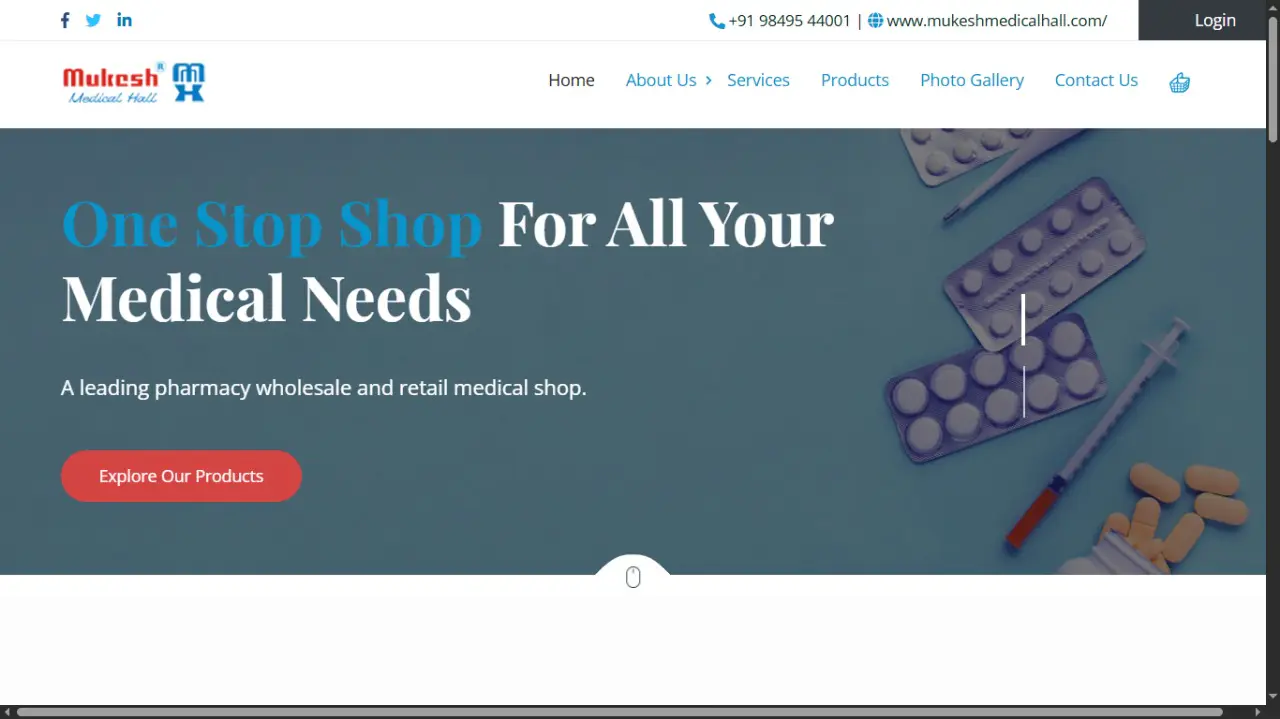 +91 98495 44001 | www.mukeshmedicalhall.com/
Login
Mukesh®
Medical Hall
Home
About Us
Services
Products
Photo Gallery
Contact Us
One Stop Shop For All Your
Medical Needs
A leading pharmacy wholesale and retail medical shop.
Explore Our Products